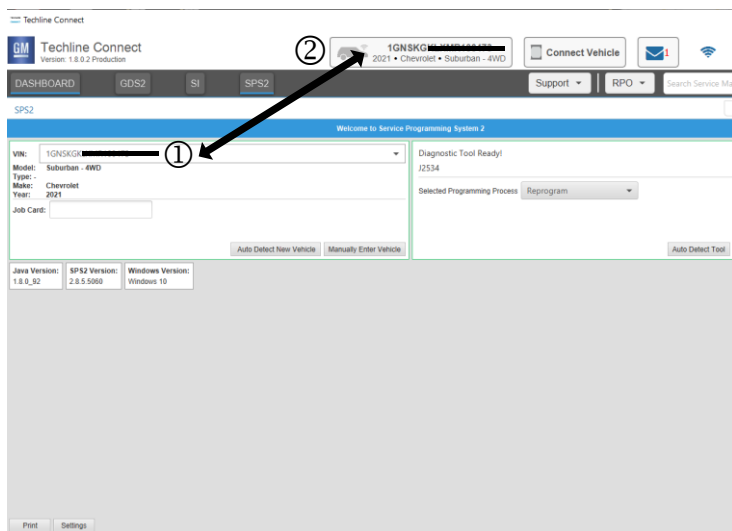 Techline Connect
GM
Techline Connect
Version: 1.8.0.2 Production
②
1GNSKG
2021 • Chevrolet • Suburban - 4WD
Connect Vehicle
1
DASHBOARD
GDS2
SI
SPS2
Support
RPO
Search Service Ma
SPS2
Welcome to Service Programming System 2
VIN:
1GNSKGK
①
Model: Suburban - 4WD
Type: -
Make: Chevrolet
Year: 2021
Job Card:
Auto Detect New Vehicle
Manually Enter Vehicle
Diagnostic Tool Ready!
J2534
Selected Programming Process
Reprogram
Auto Detect Tool
Java Version:
1.8.0_92
SPS2 Version:
2.8.5.5060
Windows Version:
Windows 10
Print
Settings